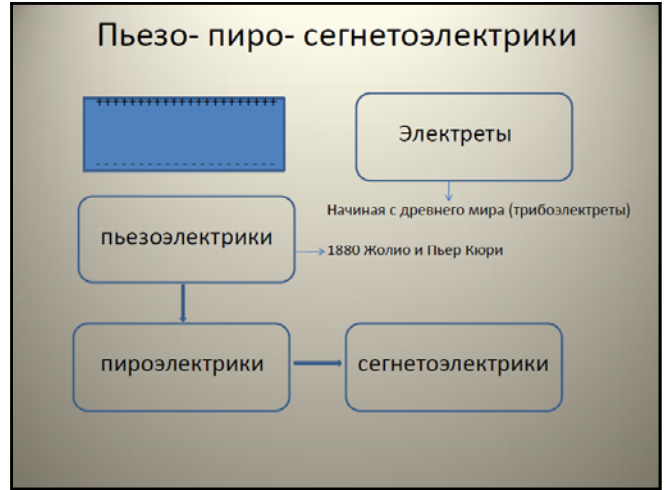 Пьезо- пиро- сегнетоэлектрики
++++++++++++++++++++++
Электреты
- - - - - - - - - - - - - - - - - - - - - -
Начиная с древнего мира (трибоэлектреты)
пьезоэлектрики
1880 Жолио и Пьер Кюри
пироэлектрики
сегнетоэлектрики